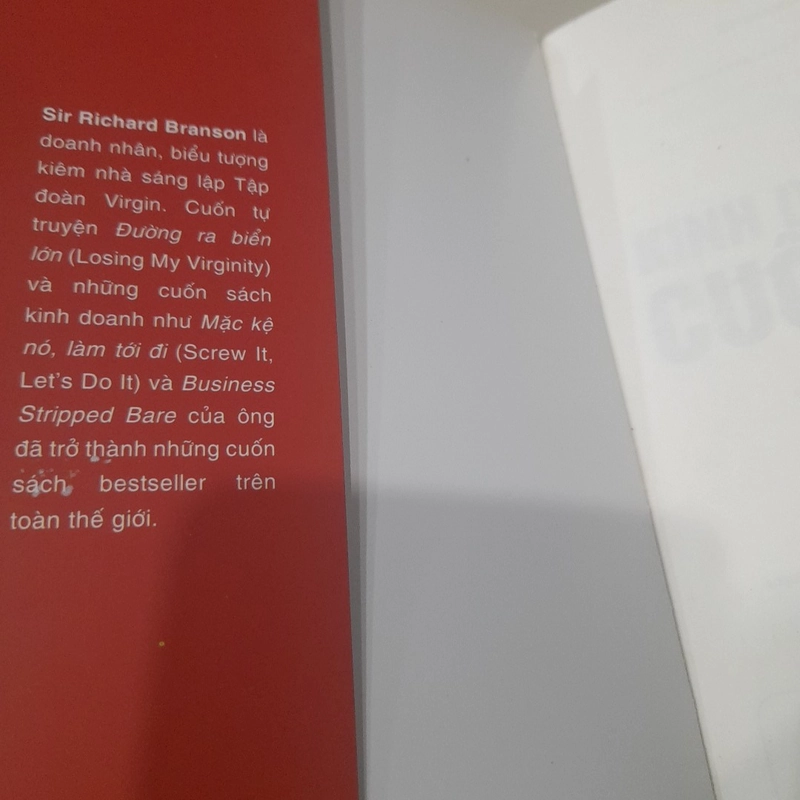 Sir Richard Branson là
doanh nhân, biểu tượng
kiêm nhà sáng lập Tập
đoàn Virgin. Cuốn tự
truyện Đường ra biển
lớn (Losing My Virginity)
và những cuốn sách
kinh doanh như Mặc kệ
nó, làm tới đi (Screw It,
Let's Do It) và Business
Stripped Bare của ông
đã trở thành những cuốn
sách bestseller trên
toàn thế giới.